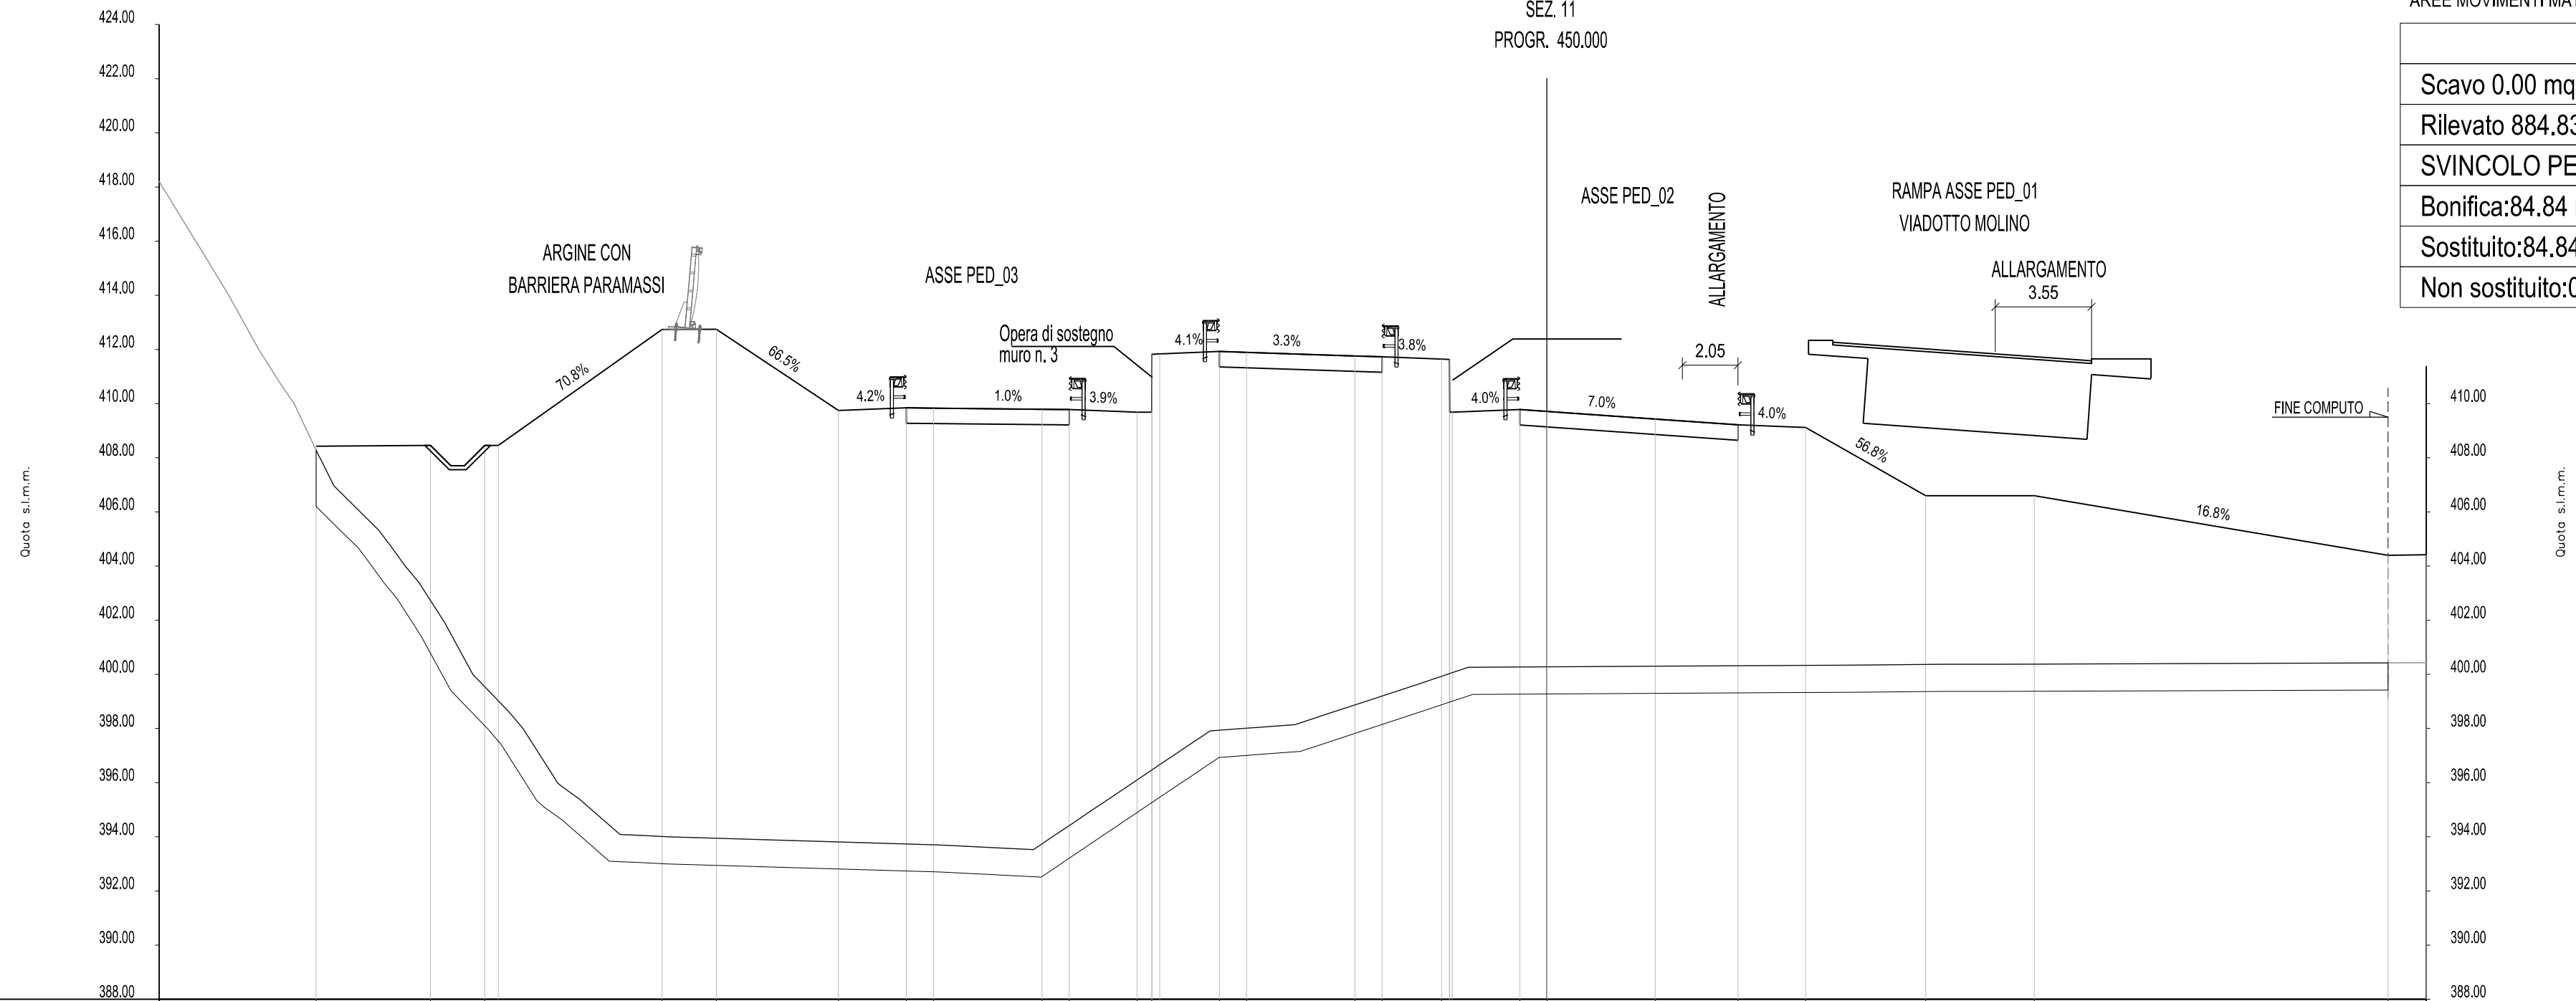 SEZ. 11
PROGR. 450.000
Scavo 0.00 mq
Rilevato 884.83
SVINCOLO PE
Bonifica:84.84
Sostituito:84.84
Non sostituito:0
424.00
422.00
420.00
418.00
416.00
414.00
412.00
410.00
408.00
406.00
404.00
402.00
400.00
398.00
396.00
394.00
392.00
390.00
388.00
Quota s.l.m.m.
ARGINE CON
BARRIERA PARAMASSI
70.8%
66.5%
ASSE PED_03
4.2%
1.0%
3.9%
Opera di sostegno
muro n. 3
4.1%
3.3%
3.8%
ASSE PED_02
ALLARGAMENTO
2.05
4.0%
7.0%
4.0%
56.8%
RAMPA ASSE PED_01
VIADOTTO MOLINO
ALLARGAMENTO
3.55
16.8%
FINE COMPUTO
410.00
408.00
406.00
404.00
402.00
400.00
398.00
396.00
394.00
392.00
390.00
388.00
Quota s.l.m.m.